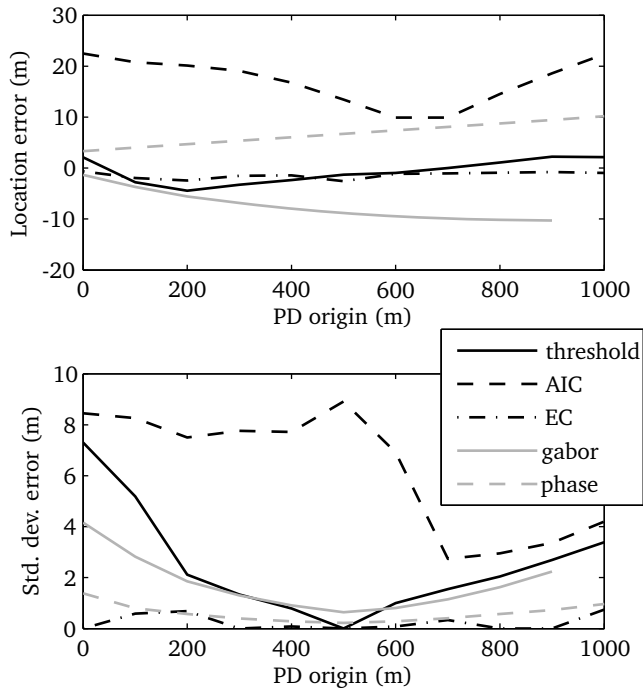 30
20
10
0
-10
-20
Location error (m)
0 200 400 600 800 1000
PD origin (m)
threshold
AIC
EC
gabor
phase
10
8
6
4
2
0
Std. dev. error (m)
0 200 400 600 800 1000
PD origin (m)